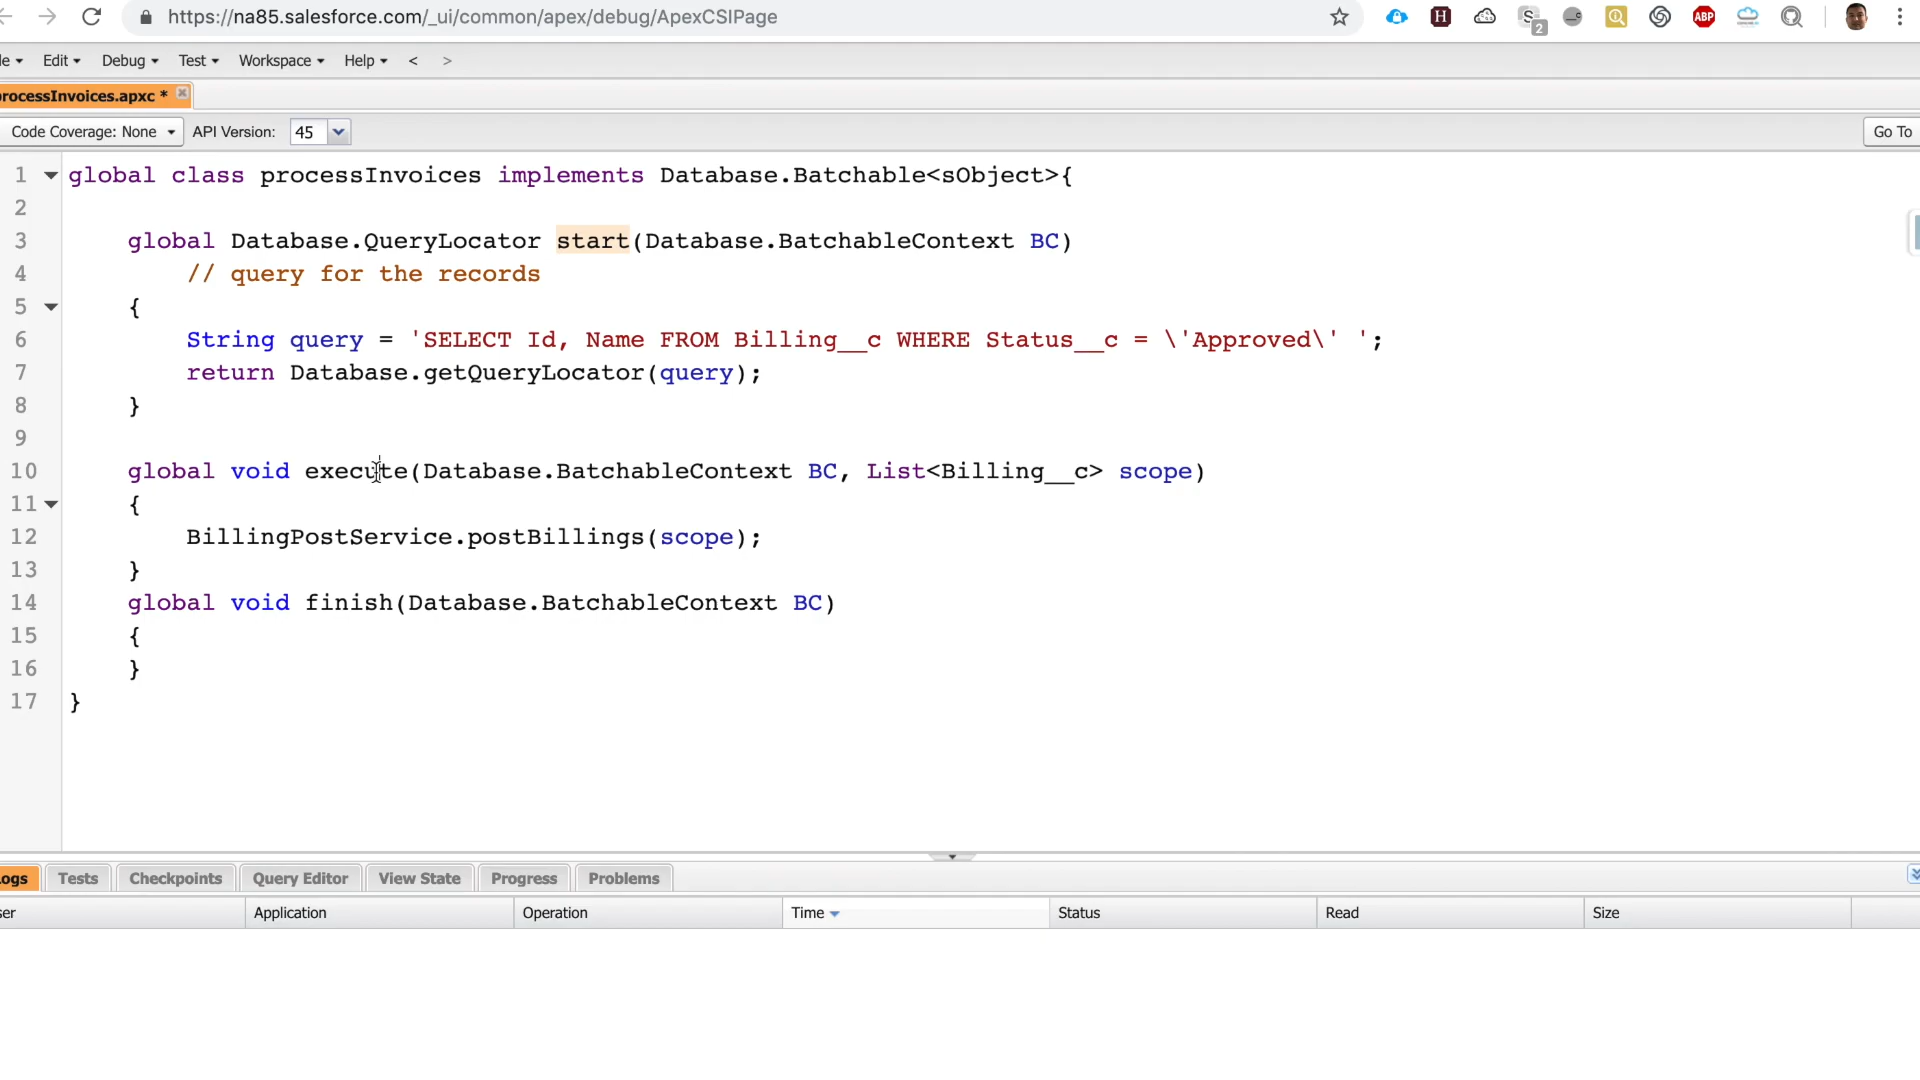 https://na85.salesforce.com/_ui/common/apex/debug/ApexCSIPage
H S 2 ABP
le Edit Debug Test Workspace Help < >
processInvoices.apxc *
Code Coverage: None API Version: 45 Go To
1 global class processInvoices implements Database.Batchable<sObject>{
2
3 global Database.QueryLocator start(Database.BatchableContext BC)
4 // query for the records
5 {
6 String query = 'SELECT Id, Name FROM Billing__c WHERE Status__c = \'Approved\' ';
7 return Database.getQueryLocator(query);
8 }
9
10 global void execute(Database.BatchableContext BC, List<Billing__c> scope)
11 {
12 BillingPostService.postBillings(scope);
13 }
14 global void finish(Database.BatchableContext BC)
15 {
16 }
17 }
Logs Tests Checkpoints Query Editor View State Progress Problems
ser Application Operation Time Status Read Size